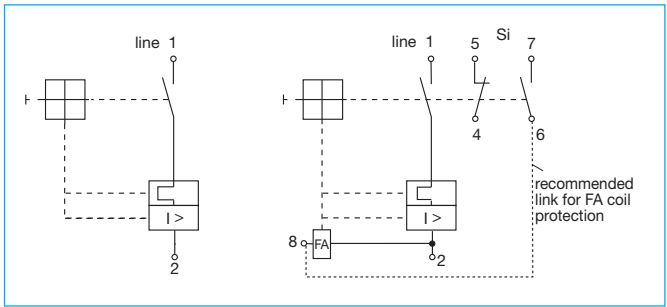 line 1
I >
2
line 1
5
Si
7
4
6
recommended
link for FA coil
protection
I >
8
FA
2